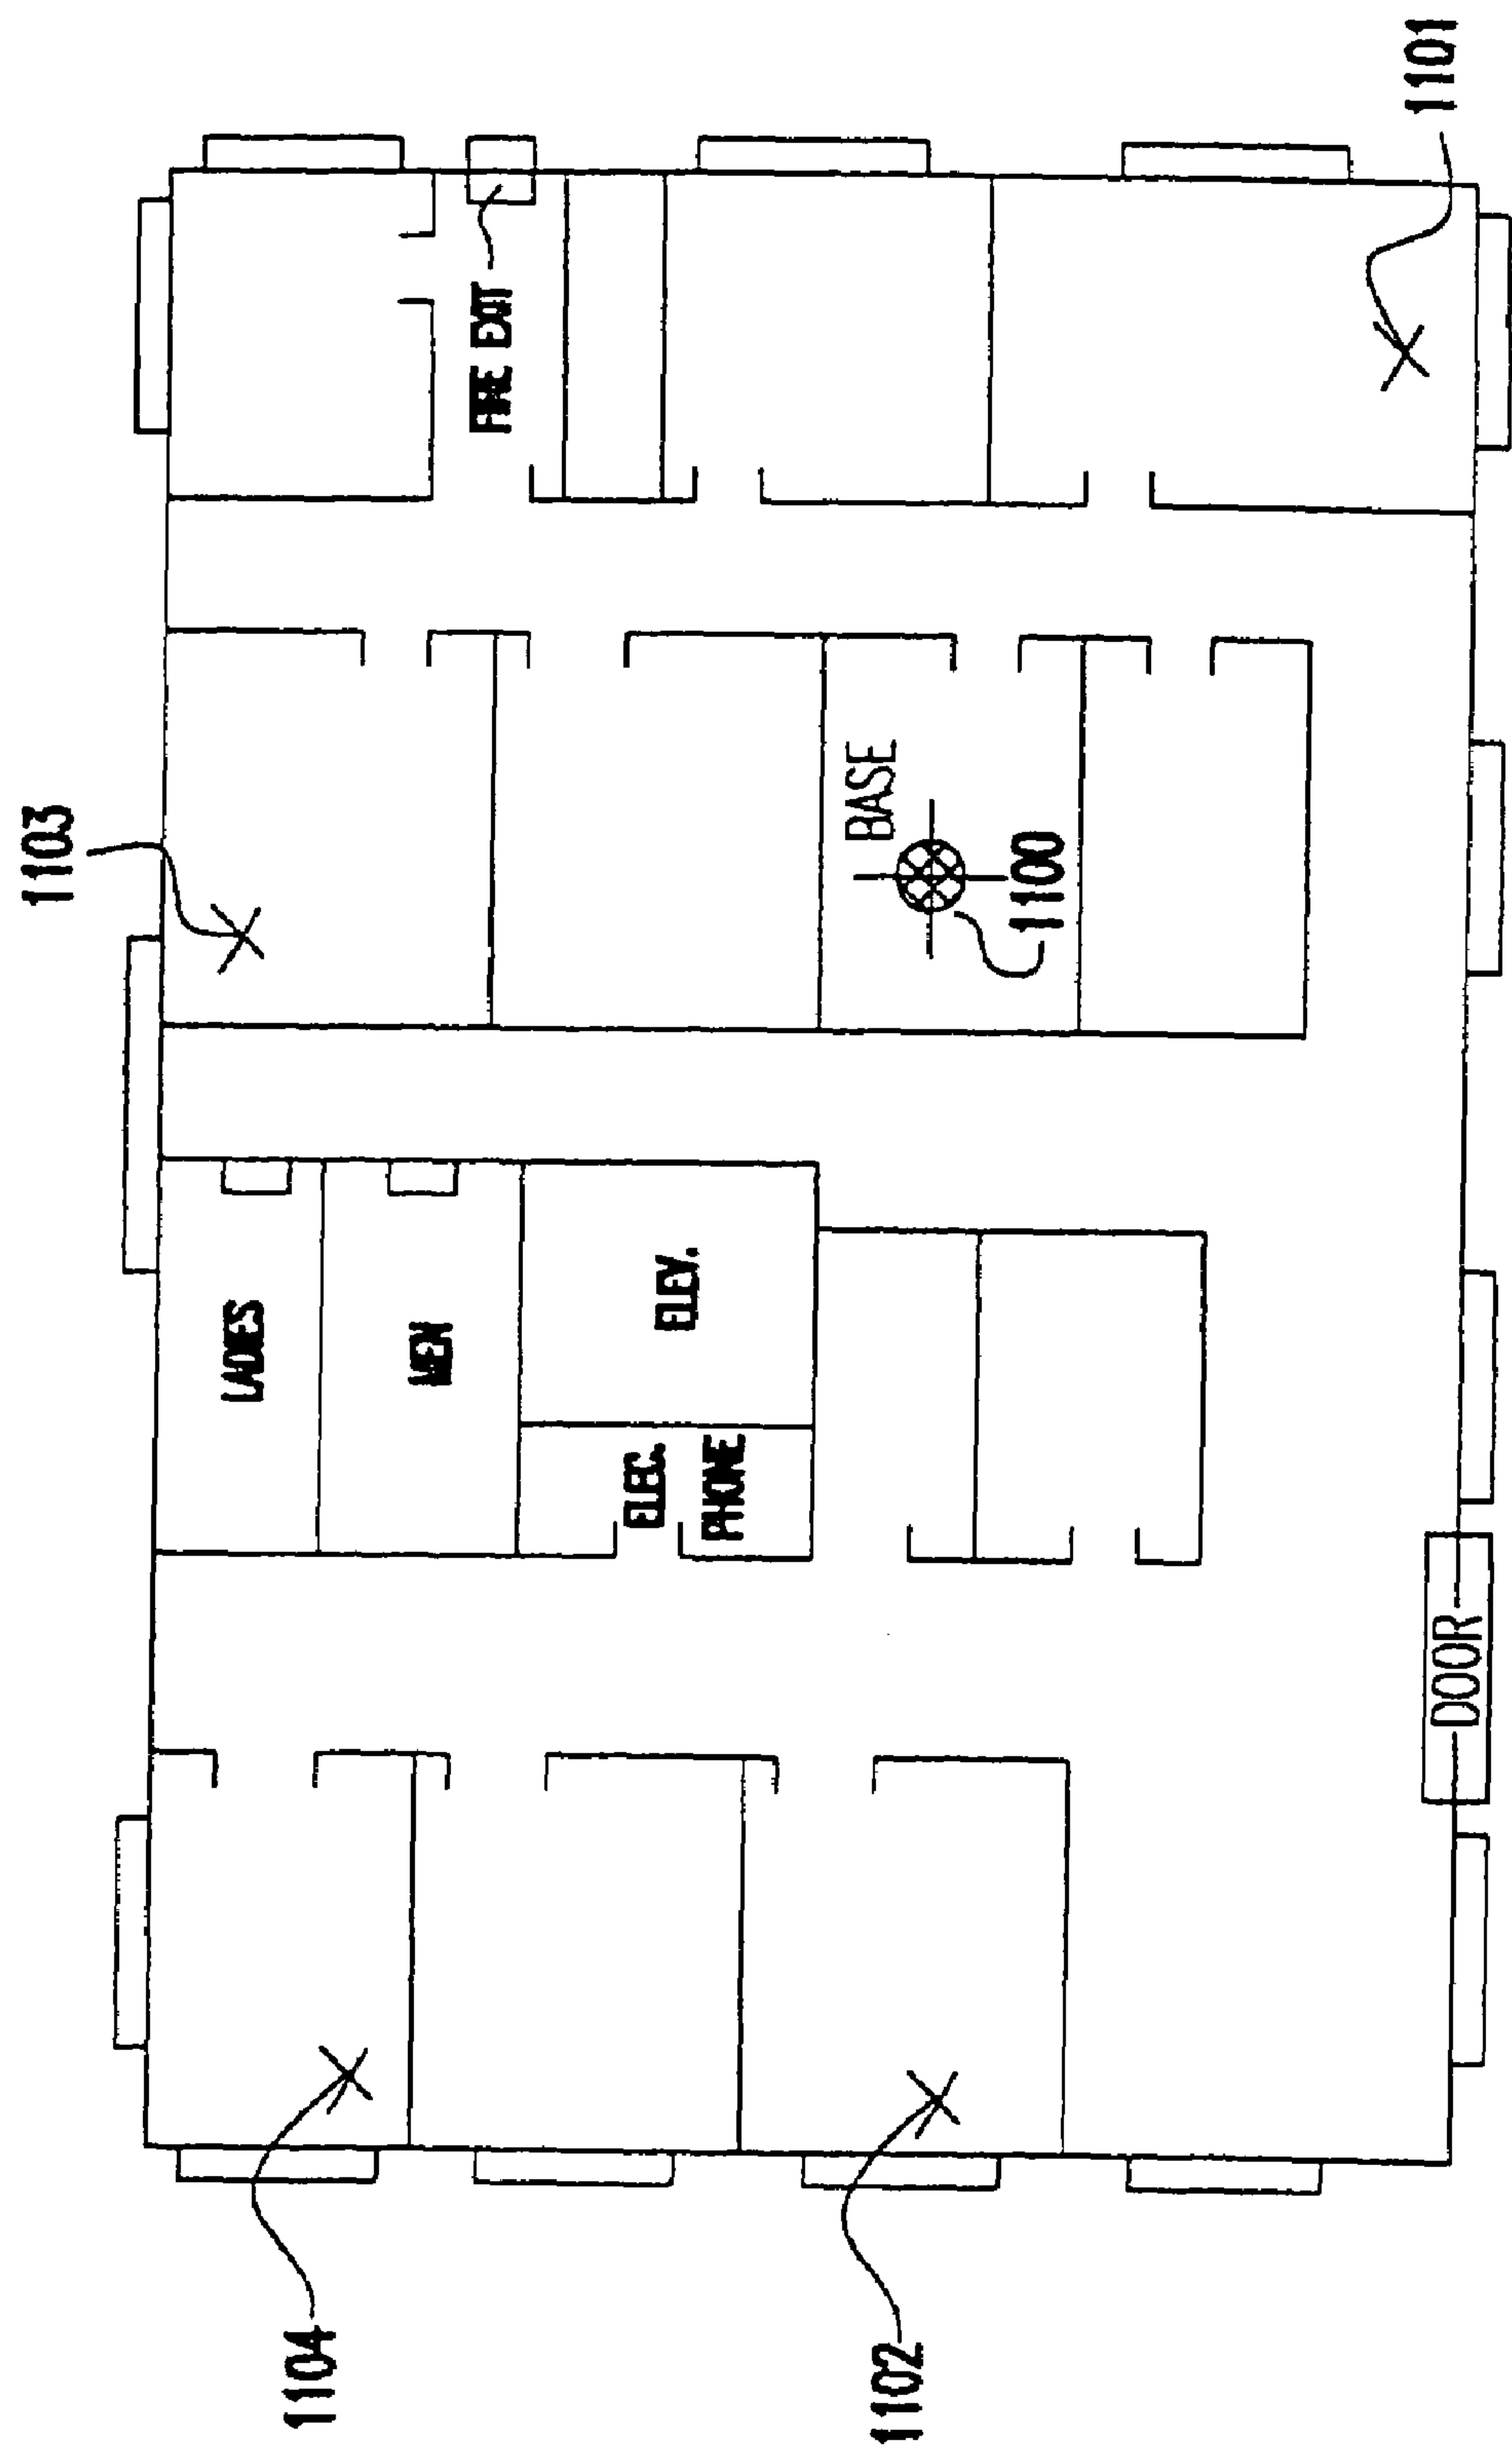 1103
1101
1104
1102
LADIES
MEN
ELEV.
ELEC.
PHONE
FIRE EXIT
BASE
1100
DOOR